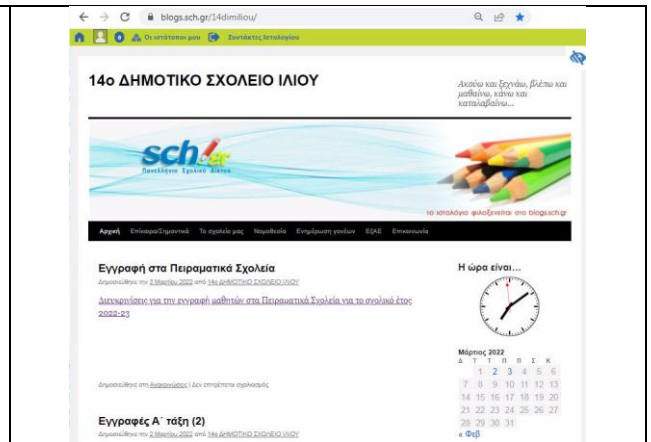 blogs.sch.gr/14dimiliou/
Οι ιστότοποι μου Συντάκτες Ιστολογίου
14ο ΔΗΜΟΤΙΚΟ ΣΧΟΛΕΙΟ ΙΛΙΟΥ
Ακούω και ξεχνάω, βλέπω και
μαθαίνω, κάνω και
καταλαβαίνω...
sch.gr
Πανελλήνιο Σχολικό Δίκτυο
το ιστολόγιο φιλοξενείται στο blogs.sch.gr
Αρχική Επίκαιρα/Σημαντικά Το σχολείο μας Νομοθεσία Ενημέρωση γονέων ΕξΑΕ Επικοινωνία
Εγγραφή στα Πειραματικά Σχολεία
Δημοσιεύθηκε την 2 Μαρτίου 2022 από 14ο ΔΗΜΟΤΙΚΟ ΣΧΟΛΕΙΟ ΙΛΙΟΥ
Διευκρινίσεις για την εγγραφή μαθητών στα Πειραματικά Σχολεία για το σχολικό έτος
2022-23
Δημοσιεύθηκε στη Ανακοινώσεις | Δεν επιτρέπεται σχολιασμός
Εγγραφές Α΄ τάξη (2)
Δημοσιεύθηκε την 2 Μαρτίου 2022 από 14ο ΔΗΜΟΤΙΚΟ ΣΧΟΛΕΙΟ ΙΛΙΟΥ
Η ώρα είναι...
Μάρτιος 2022
Δ Τ Τ Π Π Σ Κ
1 2 3 4 5 6
7 8 9 10 11 12 13
14 15 16 17 18 19 20
21 22 23 24 25 26 27
28 29 30 31
« Φεβ